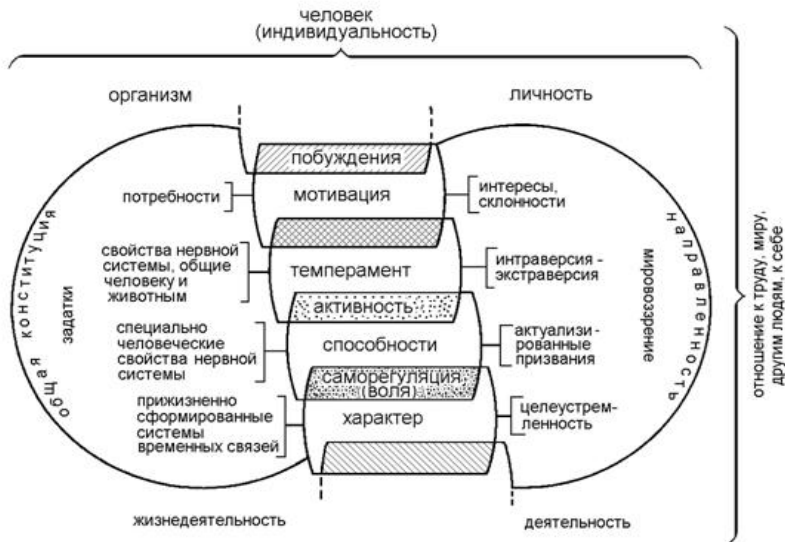 человек
(индивидуальность)
организм
личность
побуждения
потребности
мотивация
интересы,
склонности
свойства нервной
системы, общие
человеку и
животным
темперамент
интраверсия -
экстраверсия
активность
специально
человеческие
свойства нервной
системы
способности
актуализи-
рованные
призвания
саморегуляция
(воля)
прижизненно
сформированные
системы
временных связей
характер
целеустрем-
ленность
общая конституция
задатки
мировоззрение
направленность
отношение к труду, миру,
другим людям, к себе
жизнедеятельность
деятельность